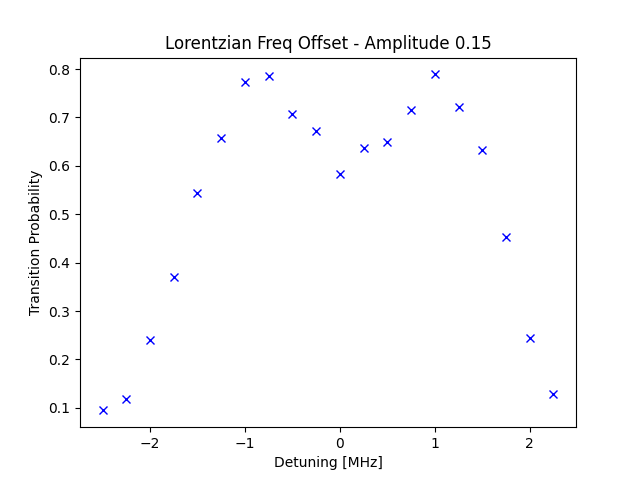 Lorentzian Freq Offset - Amplitude 0.15
0.8
0.7
0.6
0.5
0.4
0.3
0.2
0.1
Transition Probability
−2 −1 0 1 2
Detuning [MHz]